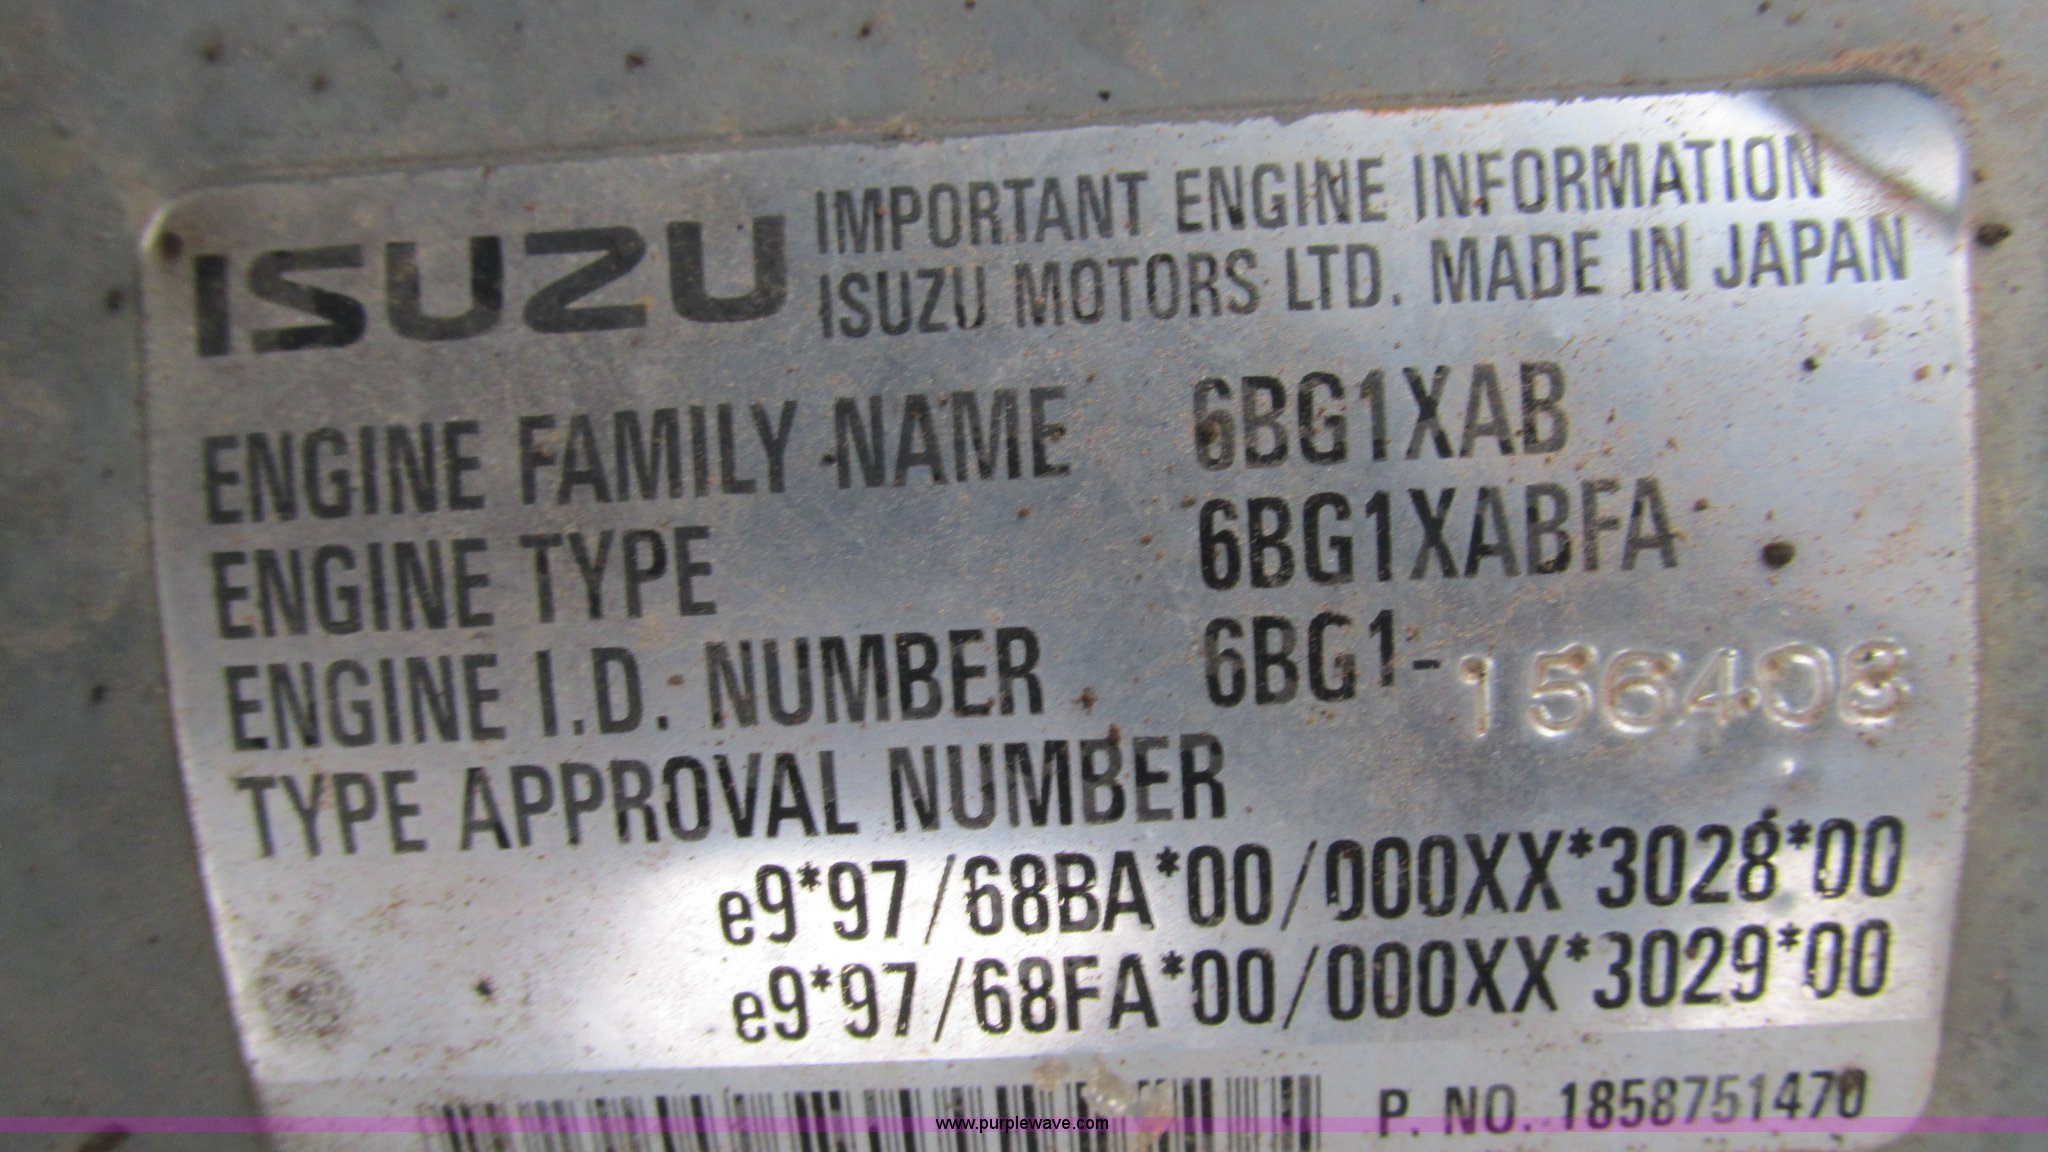 ISUZU
IMPORTANT ENGINE INFORMATION
ISUZU MOTORS LTD. MADE IN JAPAN
ENGINE FAMILY NAME 6BG1XAB
ENGINE TYPE 6BG1XABFA
ENGINE I.D. NUMBER 6BG1-156408
TYPE APPROVAL NUMBER
e9*97/68BA*00/000XX*3028*00
e9*97/68FA*00/000XX*3029*00
P. NO. 1858751470
www.purplewave.com